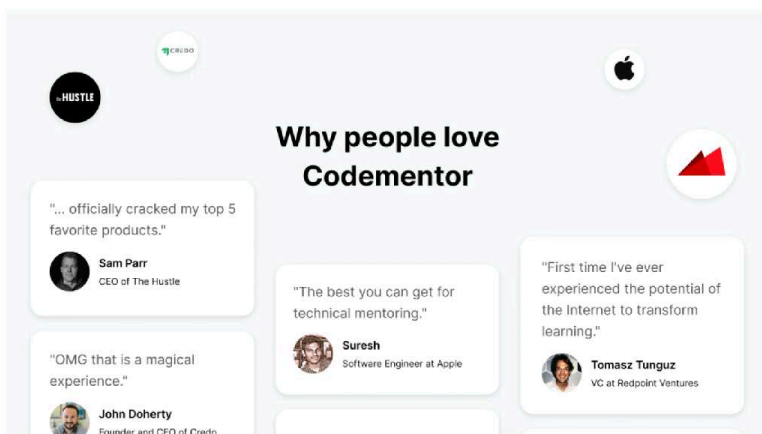 CREDO
The HUSTLE
Why people love
Codementor
"... officially cracked my top 5
favorite products."
Sam Parr
CEO of The Hustle
"OMG that is a magical
experience."
John Doherty
Founder and CEO of Credo
"The best you can get for
technical mentoring."
Suresh
Software Engineer at Apple
"First time I've ever
experienced the potential of
the Internet to transform
learning."
Tomasz Tunguz
VC at Redpoint Ventures